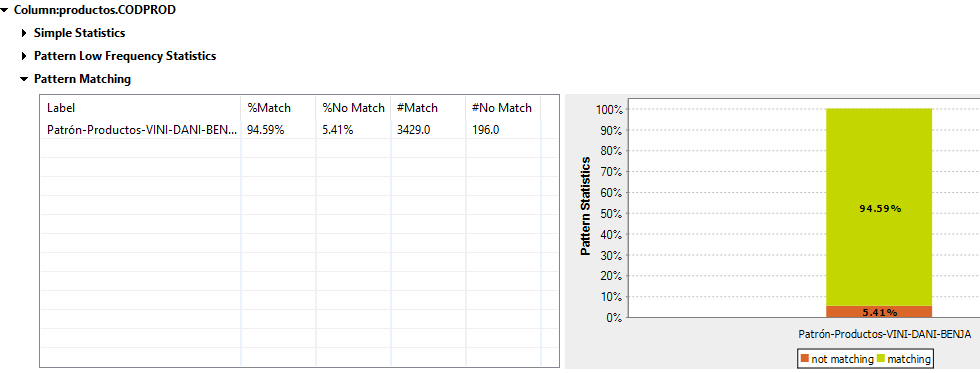 Column:productos.CODPROD
Simple Statistics
Pattern Low Frequency Statistics
Pattern Matching
Label %Match %No Match #Match #No Match
Patrón-Productos-VINI-DANI-BEN... 94.59% 5.41% 3429.0 196.0
Pattern Statistics
100%
90%
80%
70%
60%
50%
40%
30%
20%
10%
0%
94.59%
5.41%
Patrón-Productos-VINI-DANI-BENJA
not matching matching